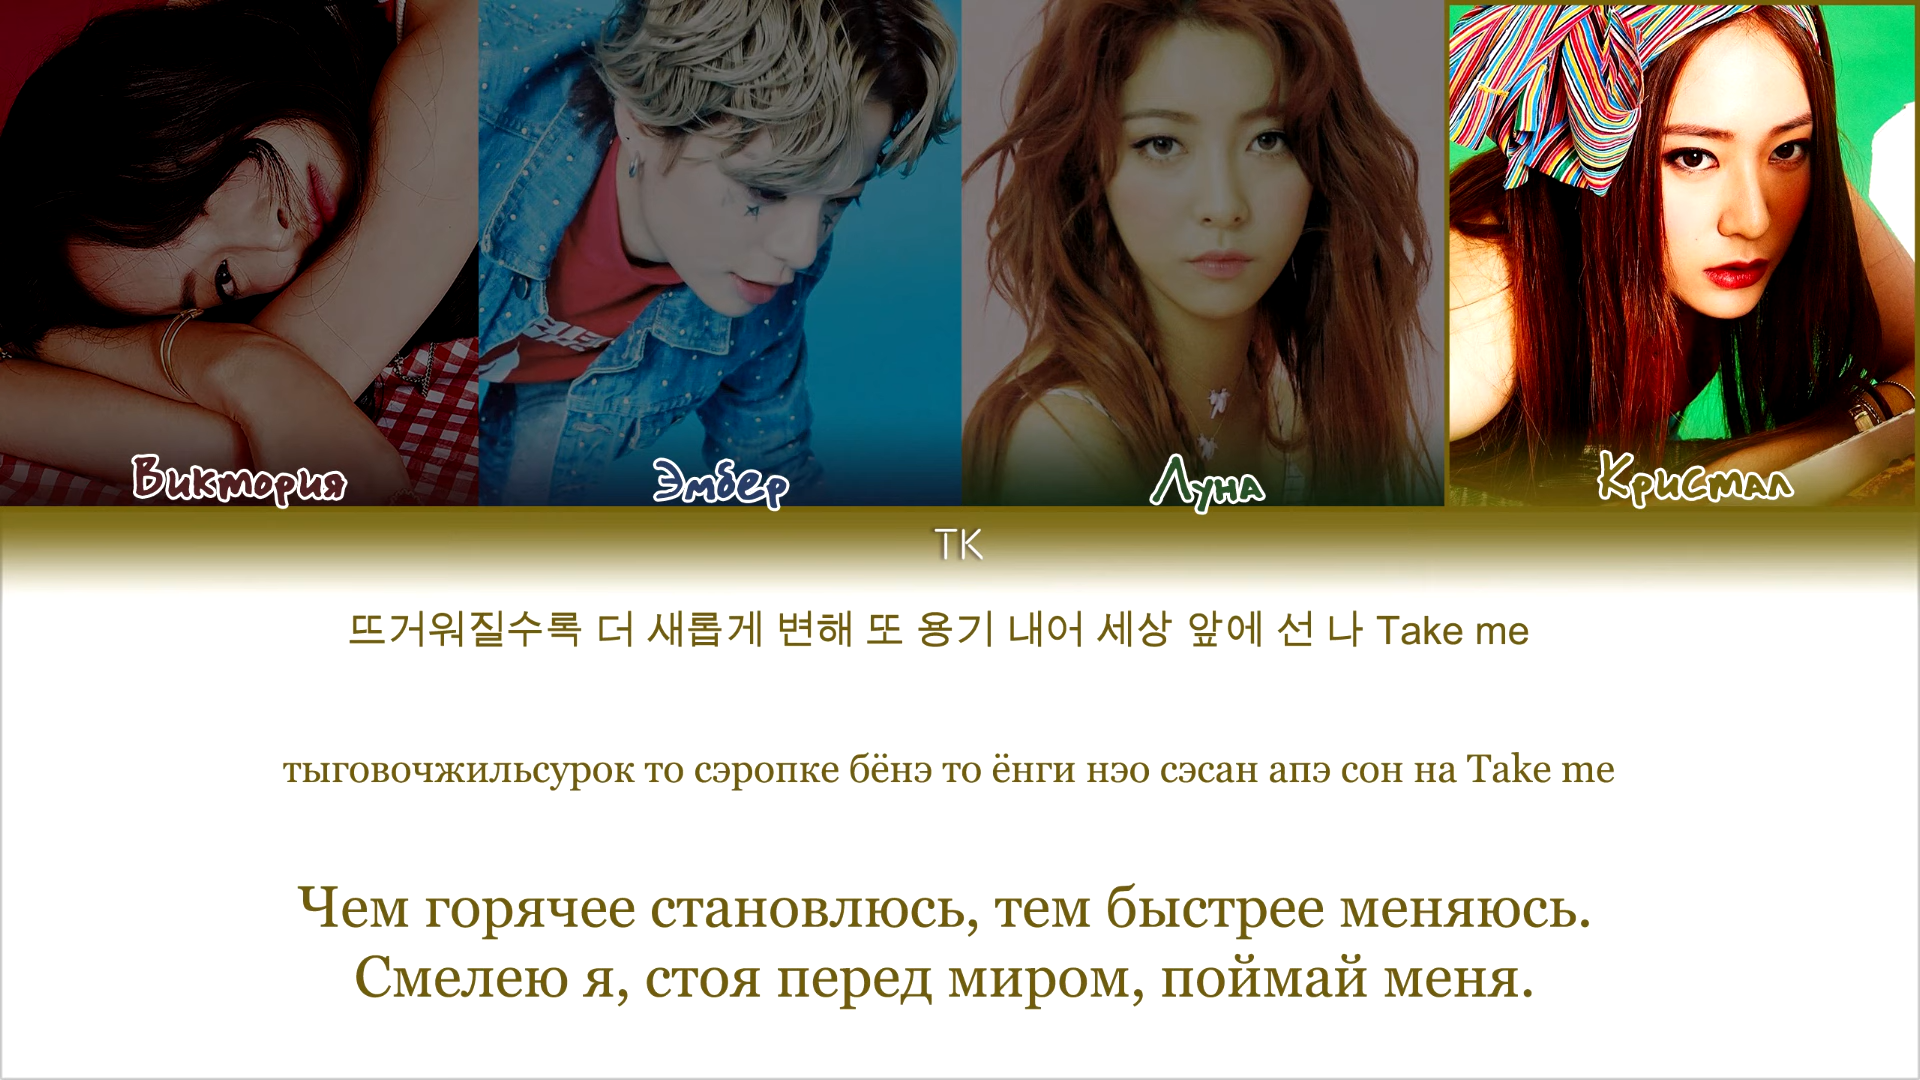 Виктория
Эмбер
Луна
Кристал
TK
뜨거워질수록 더 새롭게 변해 또 용기 내어 세상 앞에 선 나 Take me
тыговочжильсурок то сэропке бёнэ то ёнги нэо сэсан апэ сон на Take me
Чем горячее становлюсь, тем быстрее меняюсь.
Смелею я, стоя перед миром, поймай меня.